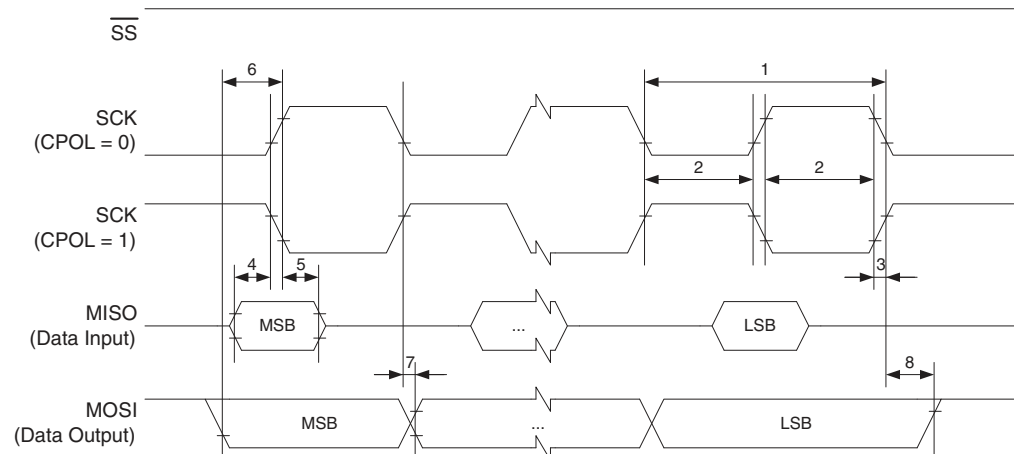 SS
6
1
SCK
(CPOL = 0)
2
2
SCK
(CPOL = 1)
4
5
3
MISO
(Data Input)
MSB
...
LSB
7
8
MOSI
(Data Output)
MSB
...
LSB